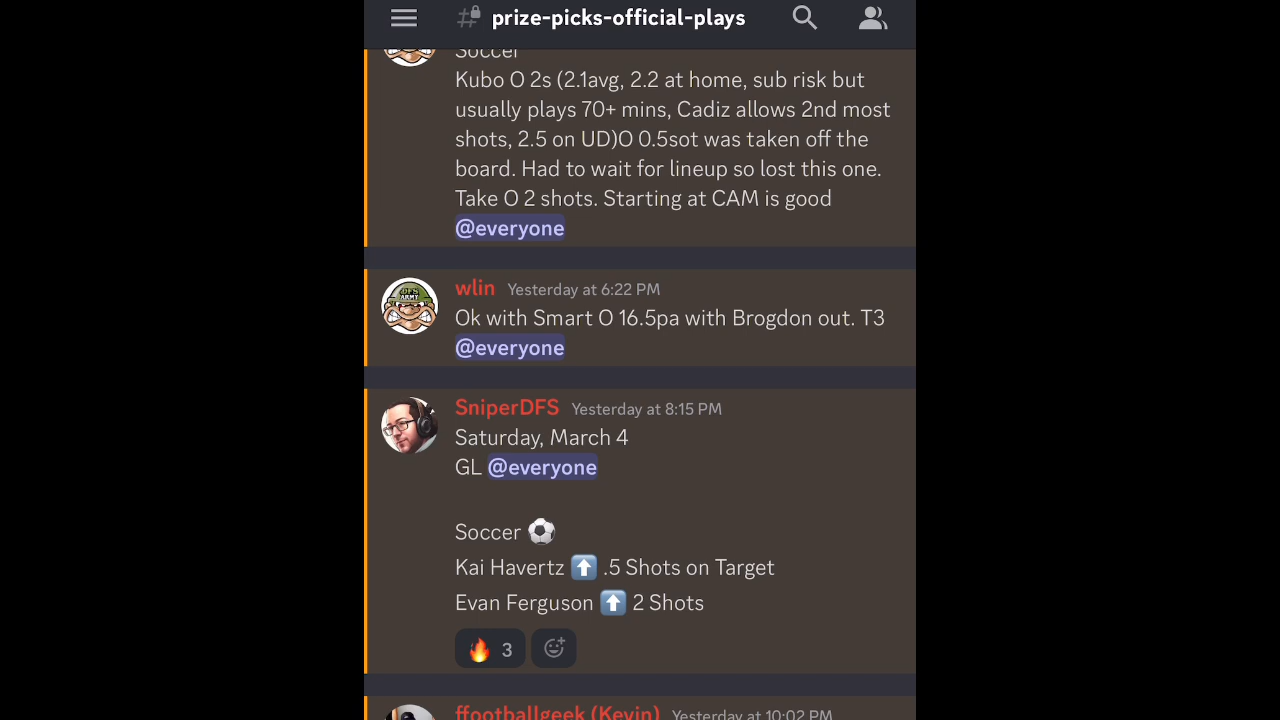 prize-picks-official-plays
Soccer
Kubo O 2s (2.1avg, 2.2 at home, sub risk but
usually plays 70+ mins, Cadiz allows 2nd most
shots, 2.5 on UD)O 0.5sot was taken off the
board. Had to wait for lineup so lost this one.
Take O 2 shots. Starting at CAM is good
@everyone
DFS
ARMY
wlin Yesterday at 6:22 PM
Ok with Smart O 16.5pa with Brogdon out. T3
@everyone
SniperDFS Yesterday at 8:15 PM
Saturday, March 4
GL @everyone
Soccer ⚽
Kai Havertz ⬆️ .5 Shots on Target
Evan Ferguson ⬆️ 2 Shots
🔥 3
ffootballgeek (Kevin) Yesterday at 10:02 PM